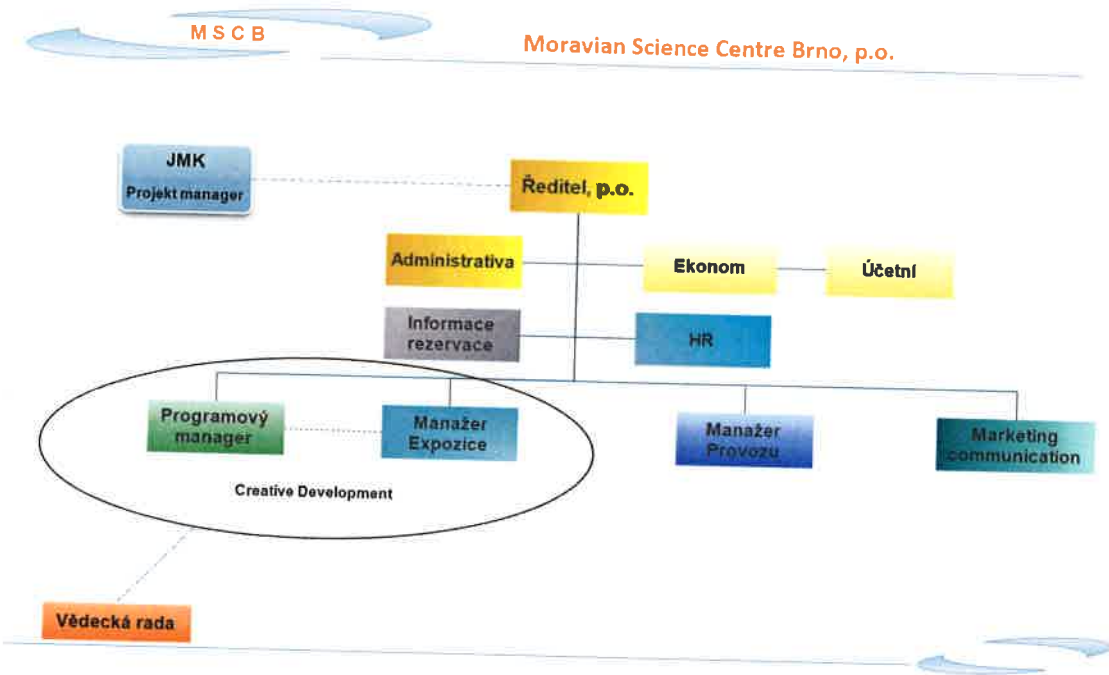 MSCB
Moravian Science Centre Brno, p.o.
JMK
Projekt manager
Ředitel, p.o.
Administrativa
Ekonom
Účetní
Informace
rezervace
HR
Programový
manager
Manažer
Expozice
Manažer
Provozu
Marketing
communication
Creative Development
Vědecká rada